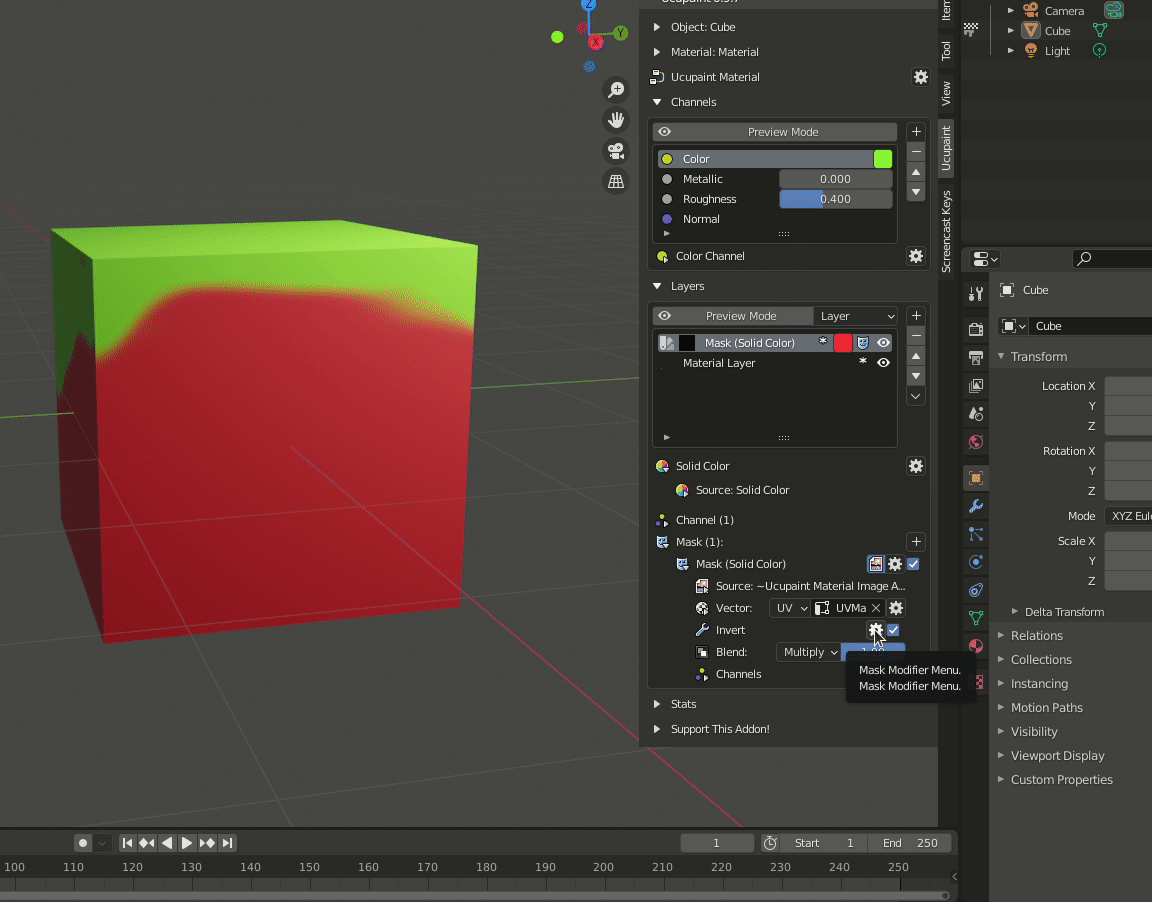 Z
Y
X
Object: Cube
Material: Material
Ucupaint Material
Channels
Preview Mode
Color
Metallic
0.000
Roughness
0.400
Normal
Color Channel
Layers
Preview Mode
Layer
Mask (Solid Color)
*
Material Layer
*
Solid Color
Source: Solid Color
Channel (1)
Mask (1):
Mask (Solid Color)
Source: ~Ucupaint Material Image A...
Vector:
UV
UVMa
Invert
Blend:
Multiply
Channels
Mask Modifier Menu.
Mask Modifier Menu.
Stats
Support This Addon!
Item
Tool
View
Ucupaint
Screencast Keys
Camera
Cube
Light
Cube
Cube
Transform
Location X
Y
Z
Rotation X
Y
Z
Mode
XYZ Eul
Scale X
Y
Z
Delta Transform
Relations
Collections
Instancing
Motion Paths
Visibility
Viewport Display
Custom Properties
1
Start
1
End
250
100
110
120
130
140
150
160
170
180
190
200
210
220
230
240
250